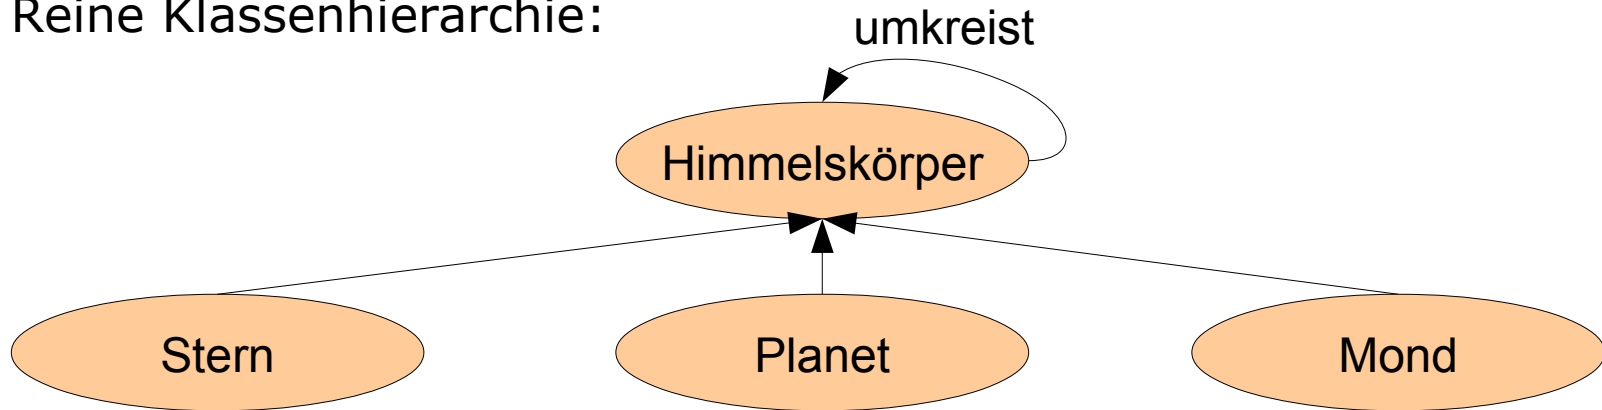 Reine Klassenhierarchie:
umkreist
Himmelskörper
Stern
Planet
Mond